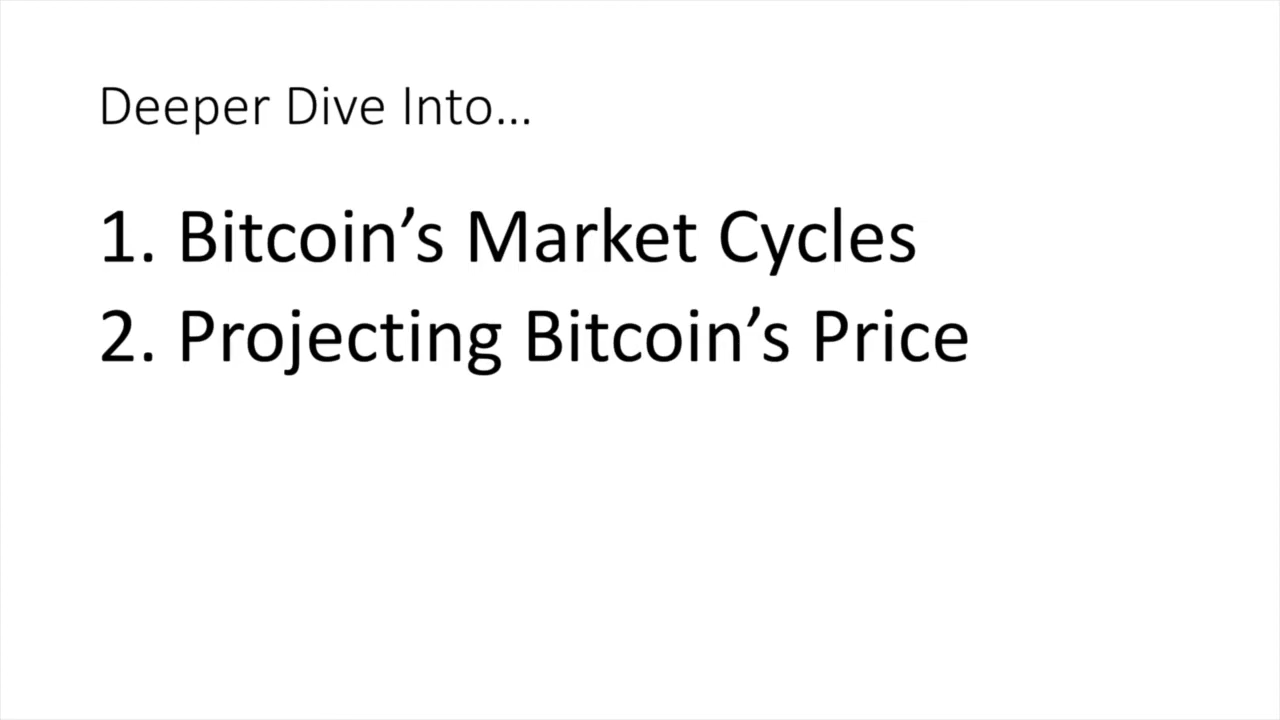 Deeper Dive Into…
1. Bitcoin’s Market Cycles
2. Projecting Bitcoin’s Price